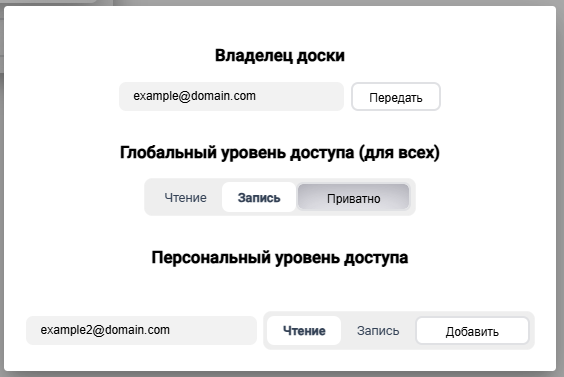 Владелец доски
example@domain.com Передать
Глобальный уровень доступа (для всех)
Чтение Запись Приватно
Персональный уровень доступа
example2@domain.com Чтение Запись Добавить